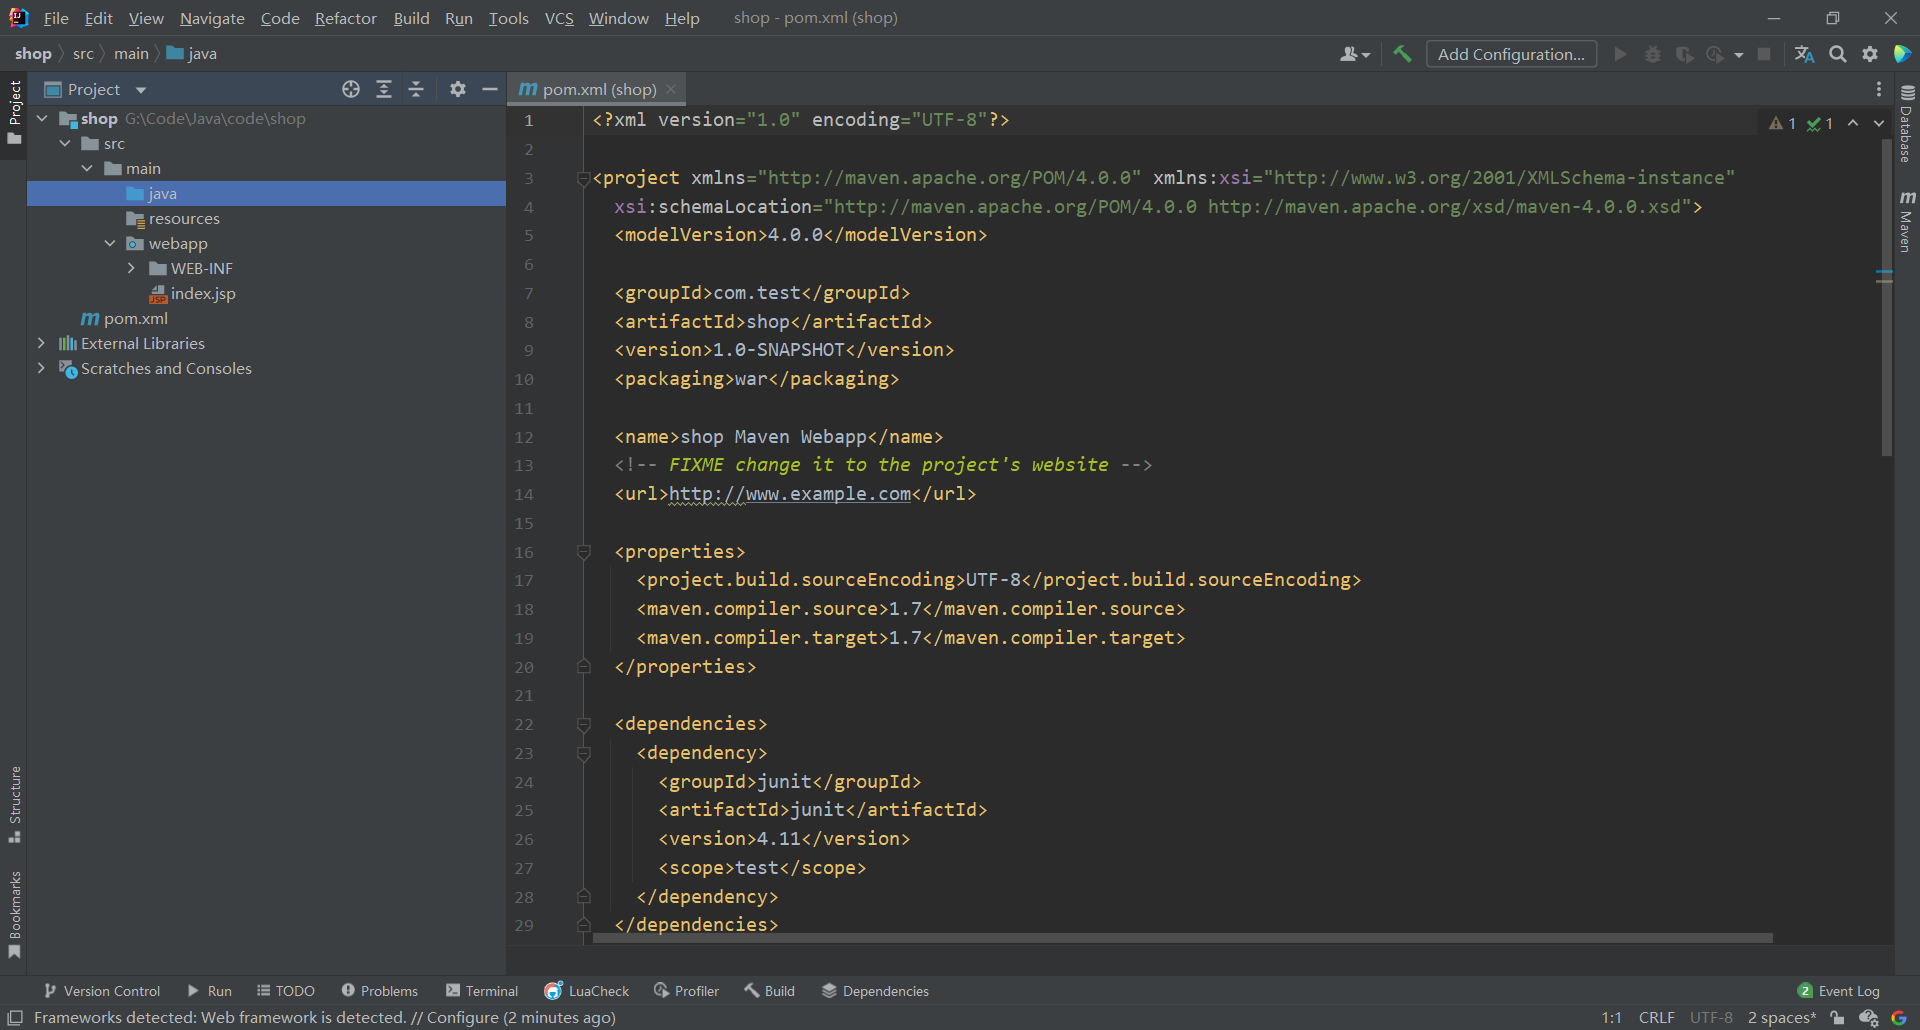 File Edit View Navigate Code Refactor Build Run Tools VCS Window Help shop - pom.xml (shop)
shop src main java
Add Configuration...
Project
Project
pom.xml (shop)
shop G:\Code\Java\code\shop
src
main
java
resources
webapp
WEB-INF
index.jsp
pom.xml
External Libraries
Scratches and Consoles
Structure
Bookmarks
1 <?xml version="1.0" encoding="UTF-8"?>
2
3 <project xmlns="http://maven.apache.org/POM/4.0.0" xmlns:xsi="http://www.w3.org/2001/XMLSchema-instance"
4 xsi:schemaLocation="http://maven.apache.org/POM/4.0.0 http://maven.apache.org/xsd/maven-4.0.0.xsd">
5 <modelVersion>4.0.0</modelVersion>
6
7 <groupId>com.test</groupId>
8 <artifactId>shop</artifactId>
9 <version>1.0-SNAPSHOT</version>
10 <packaging>war</packaging>
11
12 <name>shop Maven Webapp</name>
13 <!-- FIXME change it to the project's website -->
14 <url>http://www.example.com</url>
15
16 <properties>
17 <project.build.sourceEncoding>UTF-8</project.build.sourceEncoding>
18 <maven.compiler.source>1.7</maven.compiler.source>
19 <maven.compiler.target>1.7</maven.compiler.target>
20 </properties>
21
22 <dependencies>
23 <dependency>
24 <groupId>junit</groupId>
25 <artifactId>junit</artifactId>
26 <version>4.11</version>
27 <scope>test</scope>
28 </dependency>
29 </dependencies>
1 1
Database
Maven
Version Control Run TODO Problems Terminal LuaCheck Profiler Build Dependencies
2 Event Log
Frameworks detected: Web framework is detected. // Configure (2 minutes ago)
1:1 CRLF UTF-8 2 spaces*